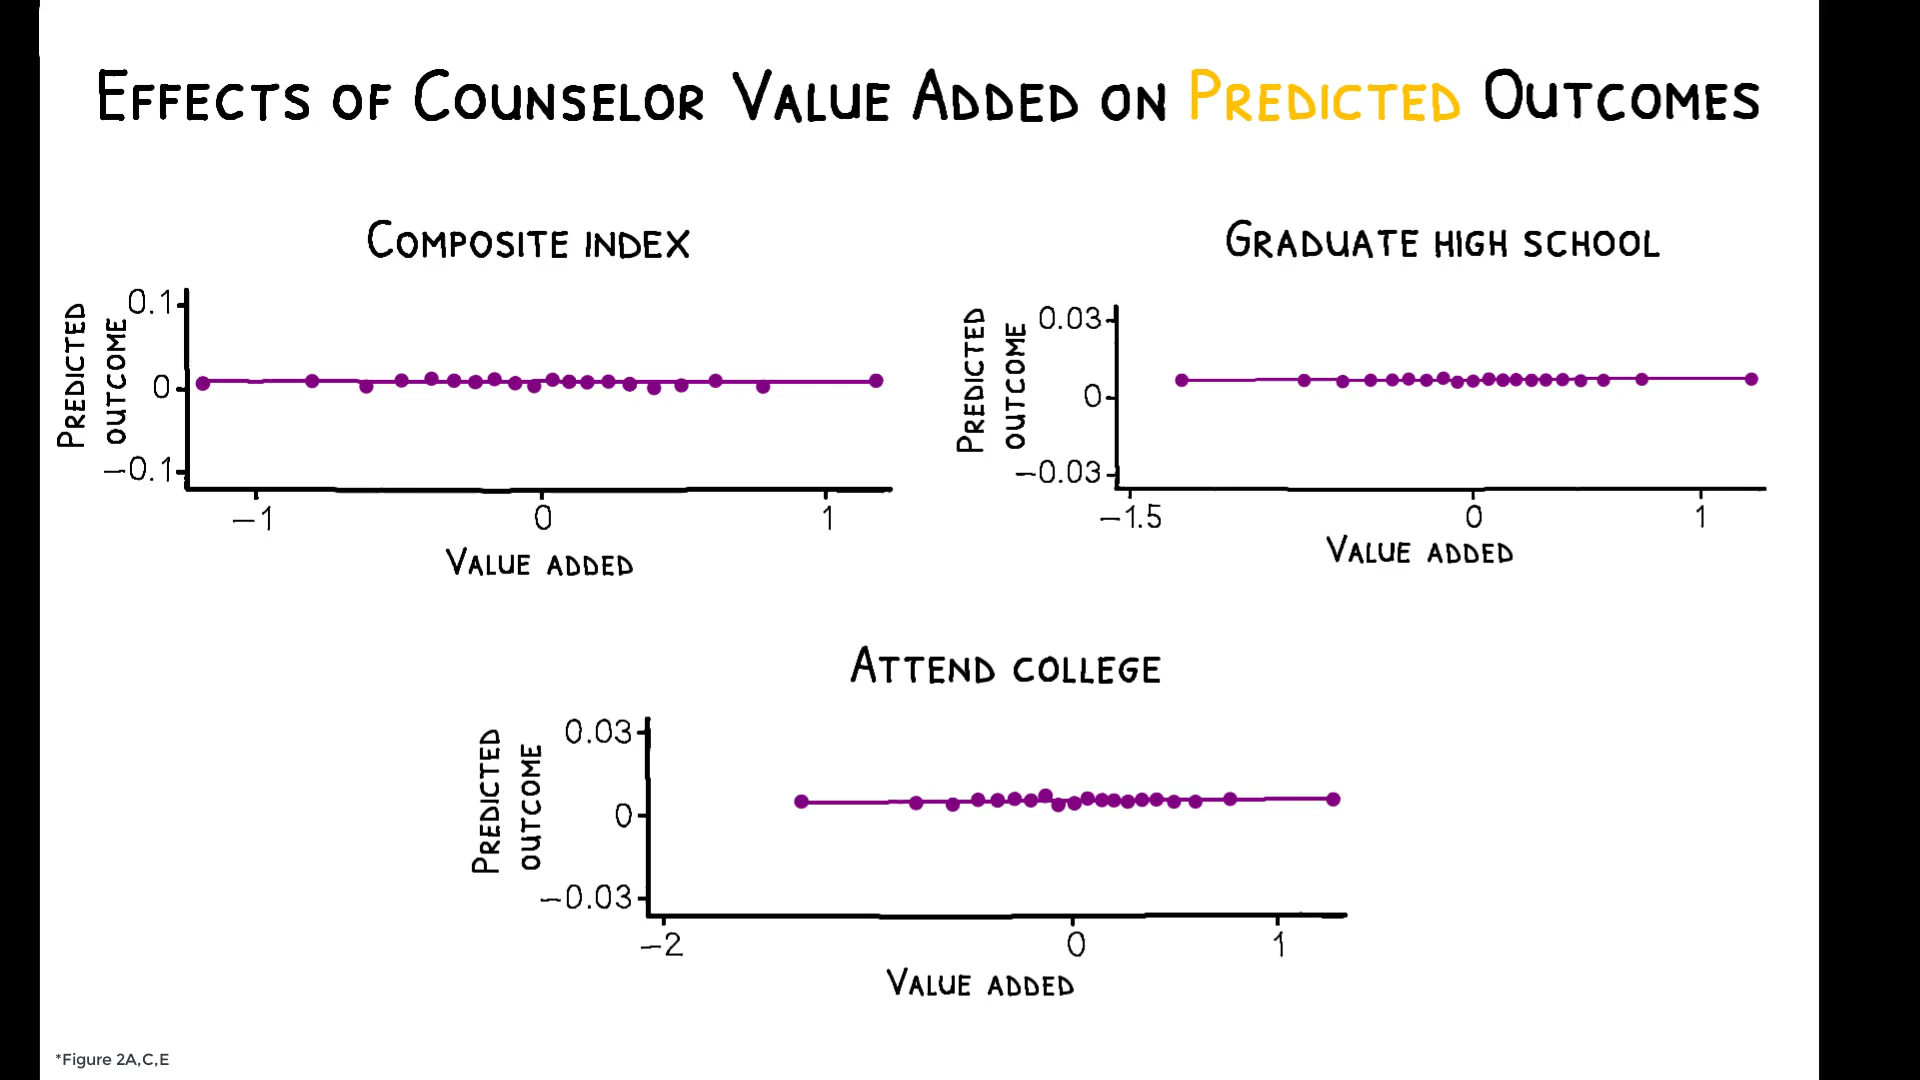 Effects of Counselor Value Added on Predicted Outcomes
Composite index
Predicted
outcome
0.1
0
−0.1
−1
0
1
Value added
Graduate high school
Predicted
outcome
0.03
0
−0.03
−1.5
0
1
Value added
Attend college
Predicted
outcome
0.03
0
−0.03
−2
0
1
Value added
*Figure 2A,C,E